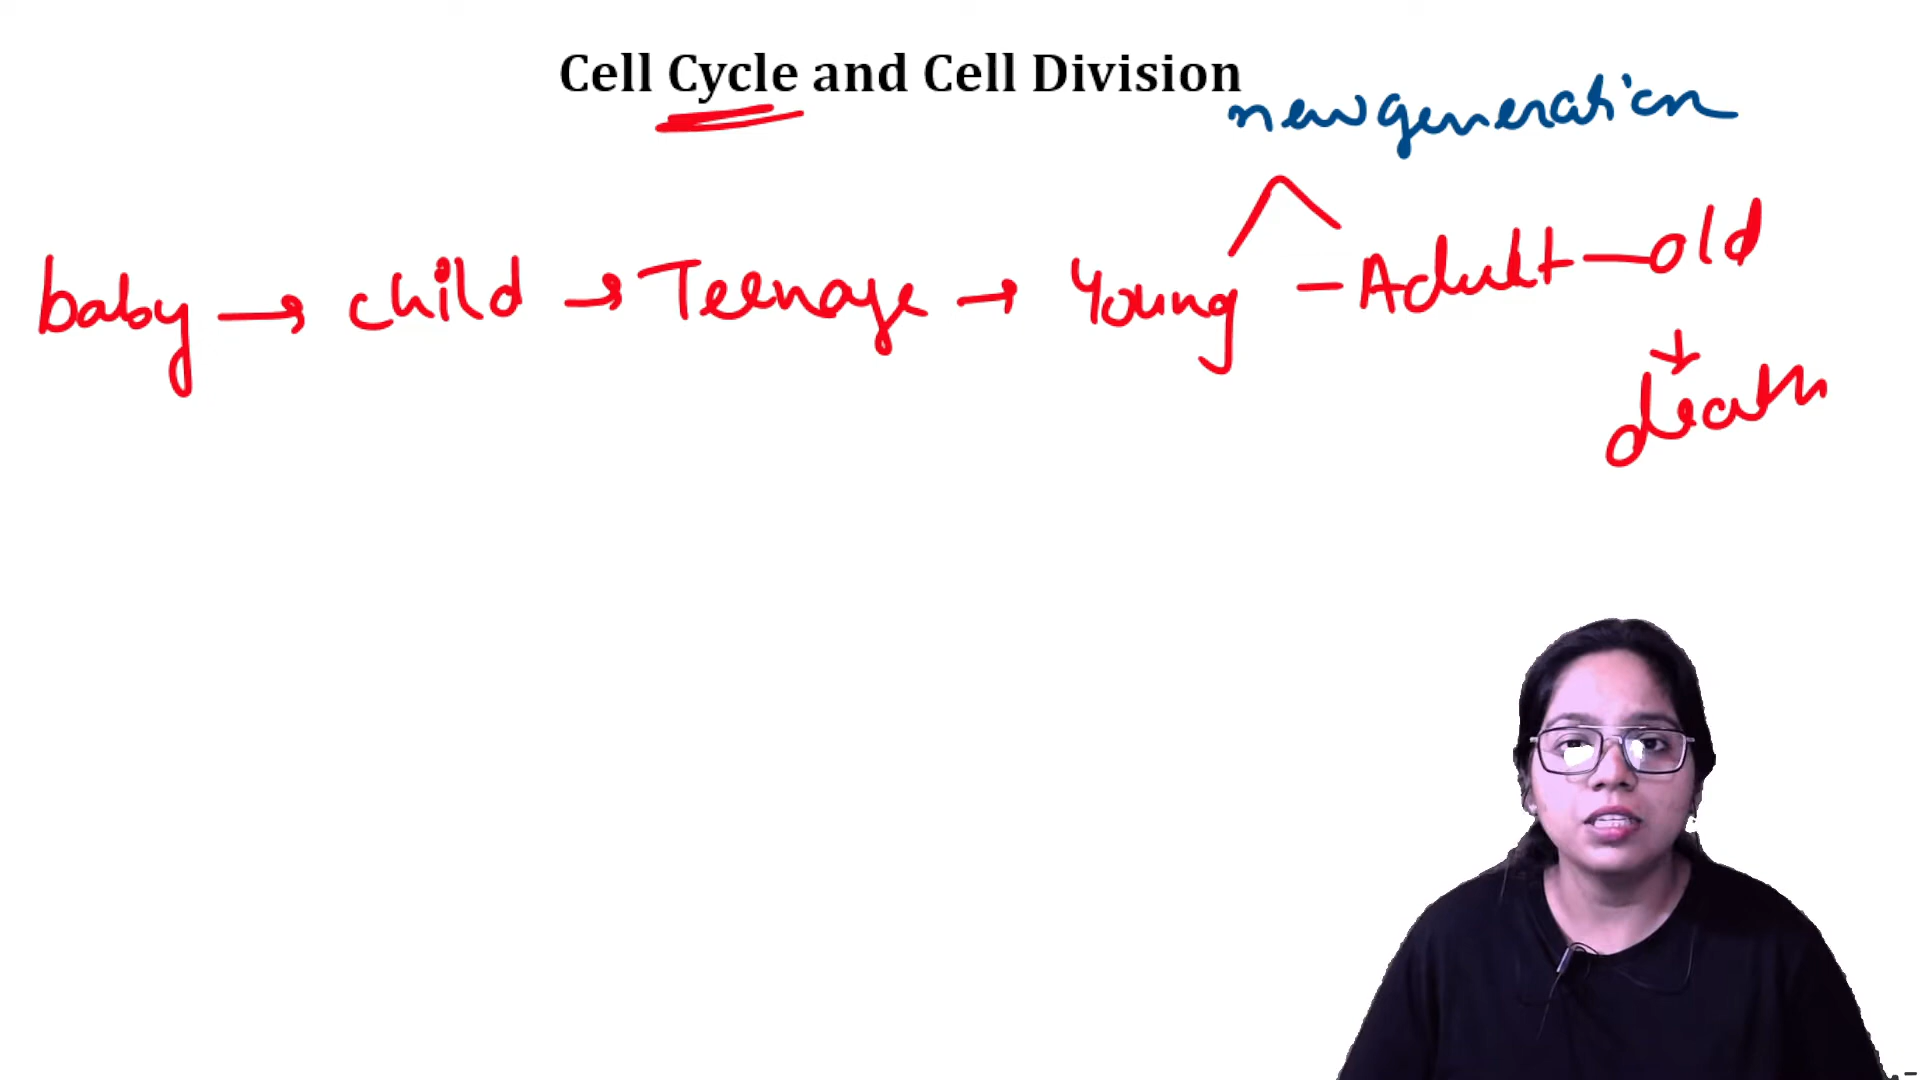 Cell Cycle and Cell Division
new generation
baby → child → Teenage → Young – Adult – old
↓
death